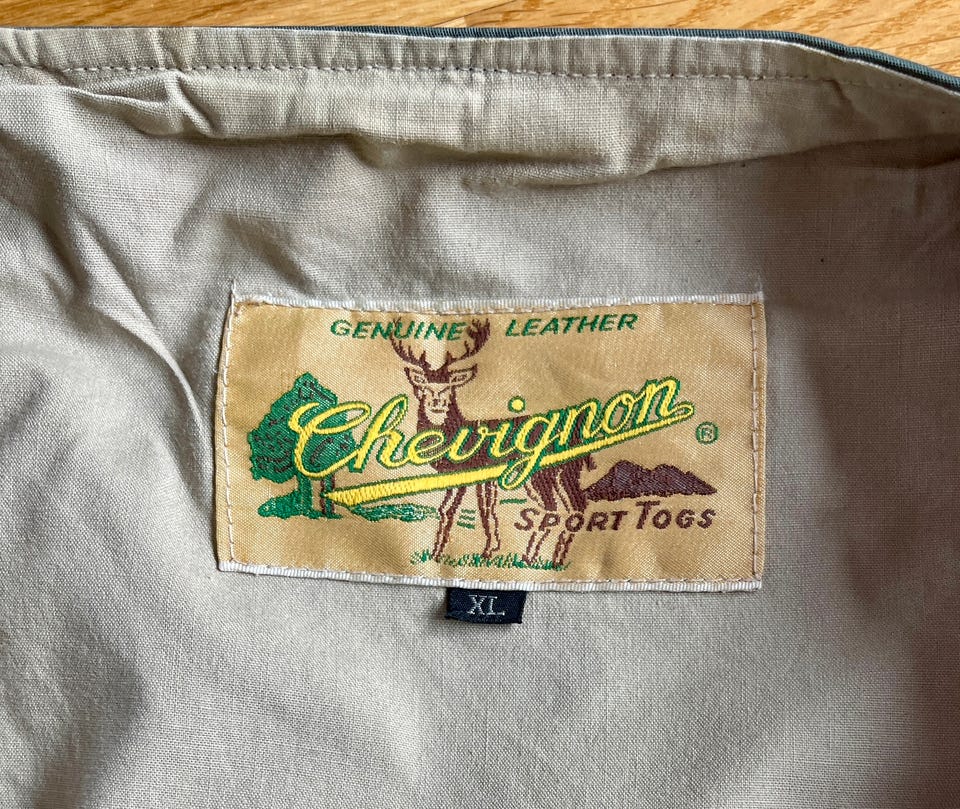 GENUINE LEATHER
Chevignon ®
SPORT TOGS
XL